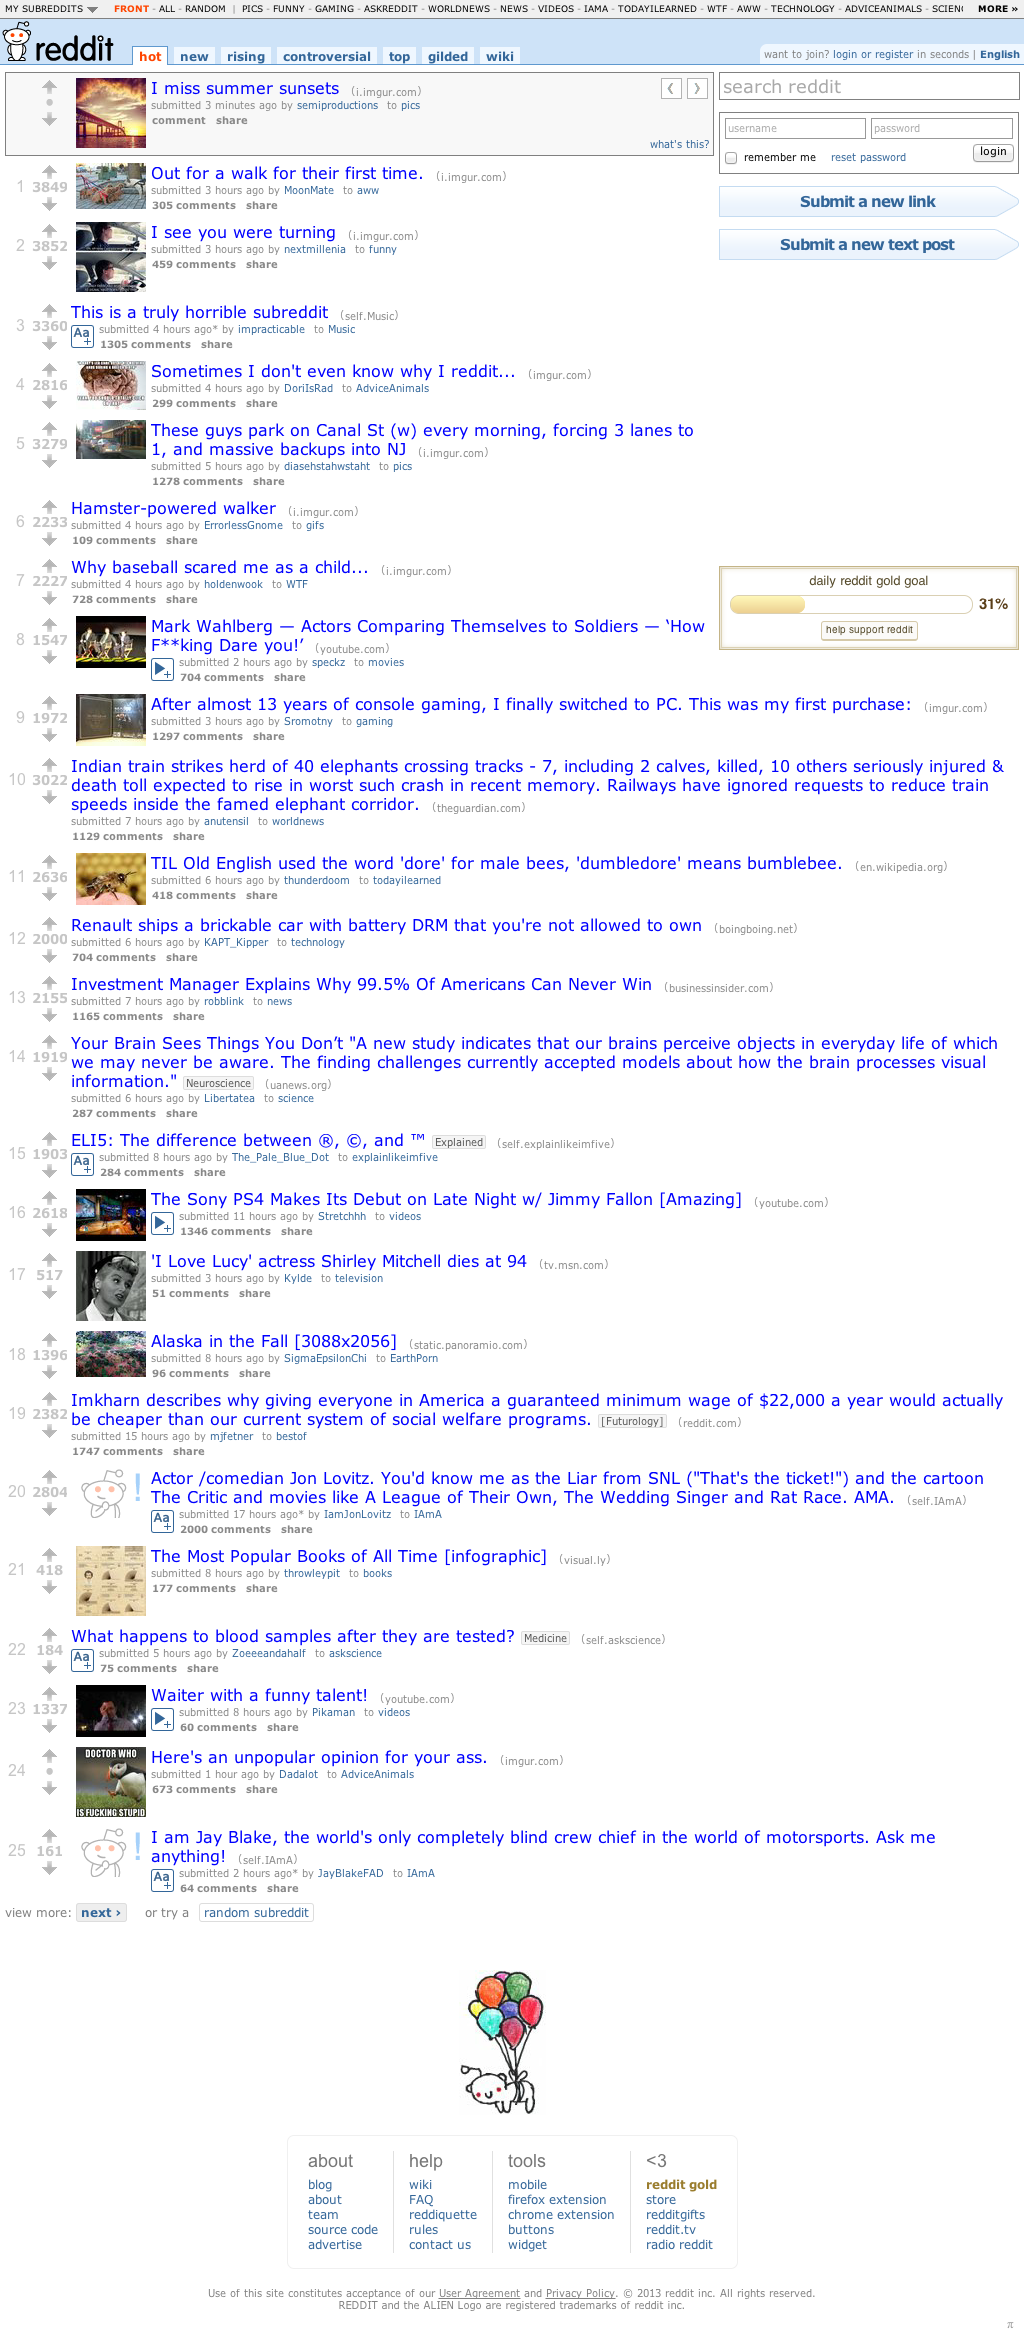 MY SUBREDDITS FRONT - ALL - RANDOM | PICS - FUNNY - GAMING - ASKREDDIT - WORLDNEWS - NEWS - VIDEOS - IAMA - TODAYILEARNED - WTF - AWW - TECHNOLOGY - ADVICEANIMALS - SCIENC MORE »
reddit hot new rising controversial top gilded wiki
want to join? login or register in seconds | English
I miss summer sunsets (i.imgur.com)
submitted 3 minutes ago by semiproductions to pics
comment share
what's this?
search reddit
username password
remember me reset password login
Submit a new link
Submit a new text post
1 3849 Out for a walk for their first time. (i.imgur.com)
submitted 3 hours ago by MoonMate to aww
305 comments share
2 3852 I see you were turning (i.imgur.com)
submitted 3 hours ago by nextmillenia to funny
459 comments share
3 3360 This is a truly horrible subreddit (self.Music)
Aa+ submitted 4 hours ago* by impracticable to Music
1305 comments share
4 2816 Sometimes I don't even know why I reddit... (imgur.com)
submitted 4 hours ago by DoriIsRad to AdviceAnimals
299 comments share
5 3279 These guys park on Canal St (w) every morning, forcing 3 lanes to
1, and massive backups into NJ (i.imgur.com)
submitted 5 hours ago by diasehstahwstaht to pics
1278 comments share
6 2233 Hamster-powered walker (i.imgur.com)
submitted 4 hours ago by ErrorlessGnome to gifs
109 comments share
7 2227 Why baseball scared me as a child... (i.imgur.com)
submitted 4 hours ago by holdenwook to WTF
728 comments share
daily reddit gold goal
31%
help support reddit
8 1547 Mark Wahlberg — Actors Comparing Themselves to Soldiers — ‘How
F**king Dare you!’ (youtube.com)
submitted 2 hours ago by speckz to movies
704 comments share
9 1972 After almost 13 years of console gaming, I finally switched to PC. This was my first purchase: (imgur.com)
submitted 3 hours ago by Sromotny to gaming
1297 comments share
10 3022 Indian train strikes herd of 40 elephants crossing tracks - 7, including 2 calves, killed, 10 others seriously injured &
death toll expected to rise in worst such crash in recent memory. Railways have ignored requests to reduce train
speeds inside the famed elephant corridor. (theguardian.com)
submitted 7 hours ago by anutensil to worldnews
1129 comments share
11 2636 TIL Old English used the word 'dore' for male bees, 'dumbledore' means bumblebee. (en.wikipedia.org)
submitted 6 hours ago by thunderdoom to todayilearned
418 comments share
12 2000 Renault ships a brickable car with battery DRM that you're not allowed to own (boingboing.net)
submitted 6 hours ago by KAPT_Kipper to technology
704 comments share
13 2155 Investment Manager Explains Why 99.5% Of Americans Can Never Win (businessinsider.com)
submitted 7 hours ago by robblink to news
1165 comments share
14 1919 Your Brain Sees Things You Don’t "A new study indicates that our brains perceive objects in everyday life of which
we may never be aware. The finding challenges currently accepted models about how the brain processes visual
information." Neuroscience (uanews.org)
submitted 6 hours ago by Libertatea to science
287 comments share
15 1903 ELI5: The difference between ®, ©, and ™ Explained (self.explainlikeimfive)
Aa+ submitted 8 hours ago by The_Pale_Blue_Dot to explainlikeimfive
284 comments share
16 2618 The Sony PS4 Makes Its Debut on Late Night w/ Jimmy Fallon [Amazing] (youtube.com)
submitted 11 hours ago by Stretchhh to videos
1346 comments share
17 517 'I Love Lucy' actress Shirley Mitchell dies at 94 (tv.msn.com)
submitted 3 hours ago by Kylde to television
51 comments share
18 1396 Alaska in the Fall [3088x2056] (static.panoramio.com)
submitted 8 hours ago by SigmaEpsilonChi to EarthPorn
96 comments share
19 2382 Imkharn describes why giving everyone in America a guaranteed minimum wage of $22,000 a year would actually
be cheaper than our current system of social welfare programs. [Futurology] (reddit.com)
submitted 15 hours ago by mjfetner to bestof
1747 comments share
20 2804 Actor /comedian Jon Lovitz. You'd know me as the Liar from SNL ("That's the ticket!") and the cartoon
The Critic and movies like A League of Their Own, The Wedding Singer and Rat Race. AMA. (self.IAmA)
Aa+ submitted 17 hours ago* by IamJonLovitz to IAmA
2000 comments share
21 418 The Most Popular Books of All Time [infographic] (visual.ly)
submitted 8 hours ago by throwleypit to books
177 comments share
22 184 What happens to blood samples after they are tested? Medicine (self.askscience)
Aa+ submitted 5 hours ago by Zoeeeandahalf to askscience
75 comments share
23 1337 Waiter with a funny talent! (youtube.com)
submitted 8 hours ago by Pikaman to videos
60 comments share
DOCTOR WHO
IS FUCKING STUPID
24 Here's an unpopular opinion for your ass. (imgur.com)
submitted 1 hour ago by Dadalot to AdviceAnimals
673 comments share
25 161 I am Jay Blake, the world's only completely blind crew chief in the world of motorsports. Ask me
anything! (self.IAmA)
Aa+ submitted 2 hours ago* by JayBlakeFAD to IAmA
64 comments share
view more: next › or try a random subreddit
about help tools <3
blog wiki mobile reddit gold
about FAQ firefox extension store
team reddiquette chrome extension redditgifts
source code rules buttons reddit.tv
advertise contact us widget radio reddit
Use of this site constitutes acceptance of our User Agreement and Privacy Policy. © 2013 reddit inc. All rights reserved.
REDDIT and the ALIEN Logo are registered trademarks of reddit inc.
π